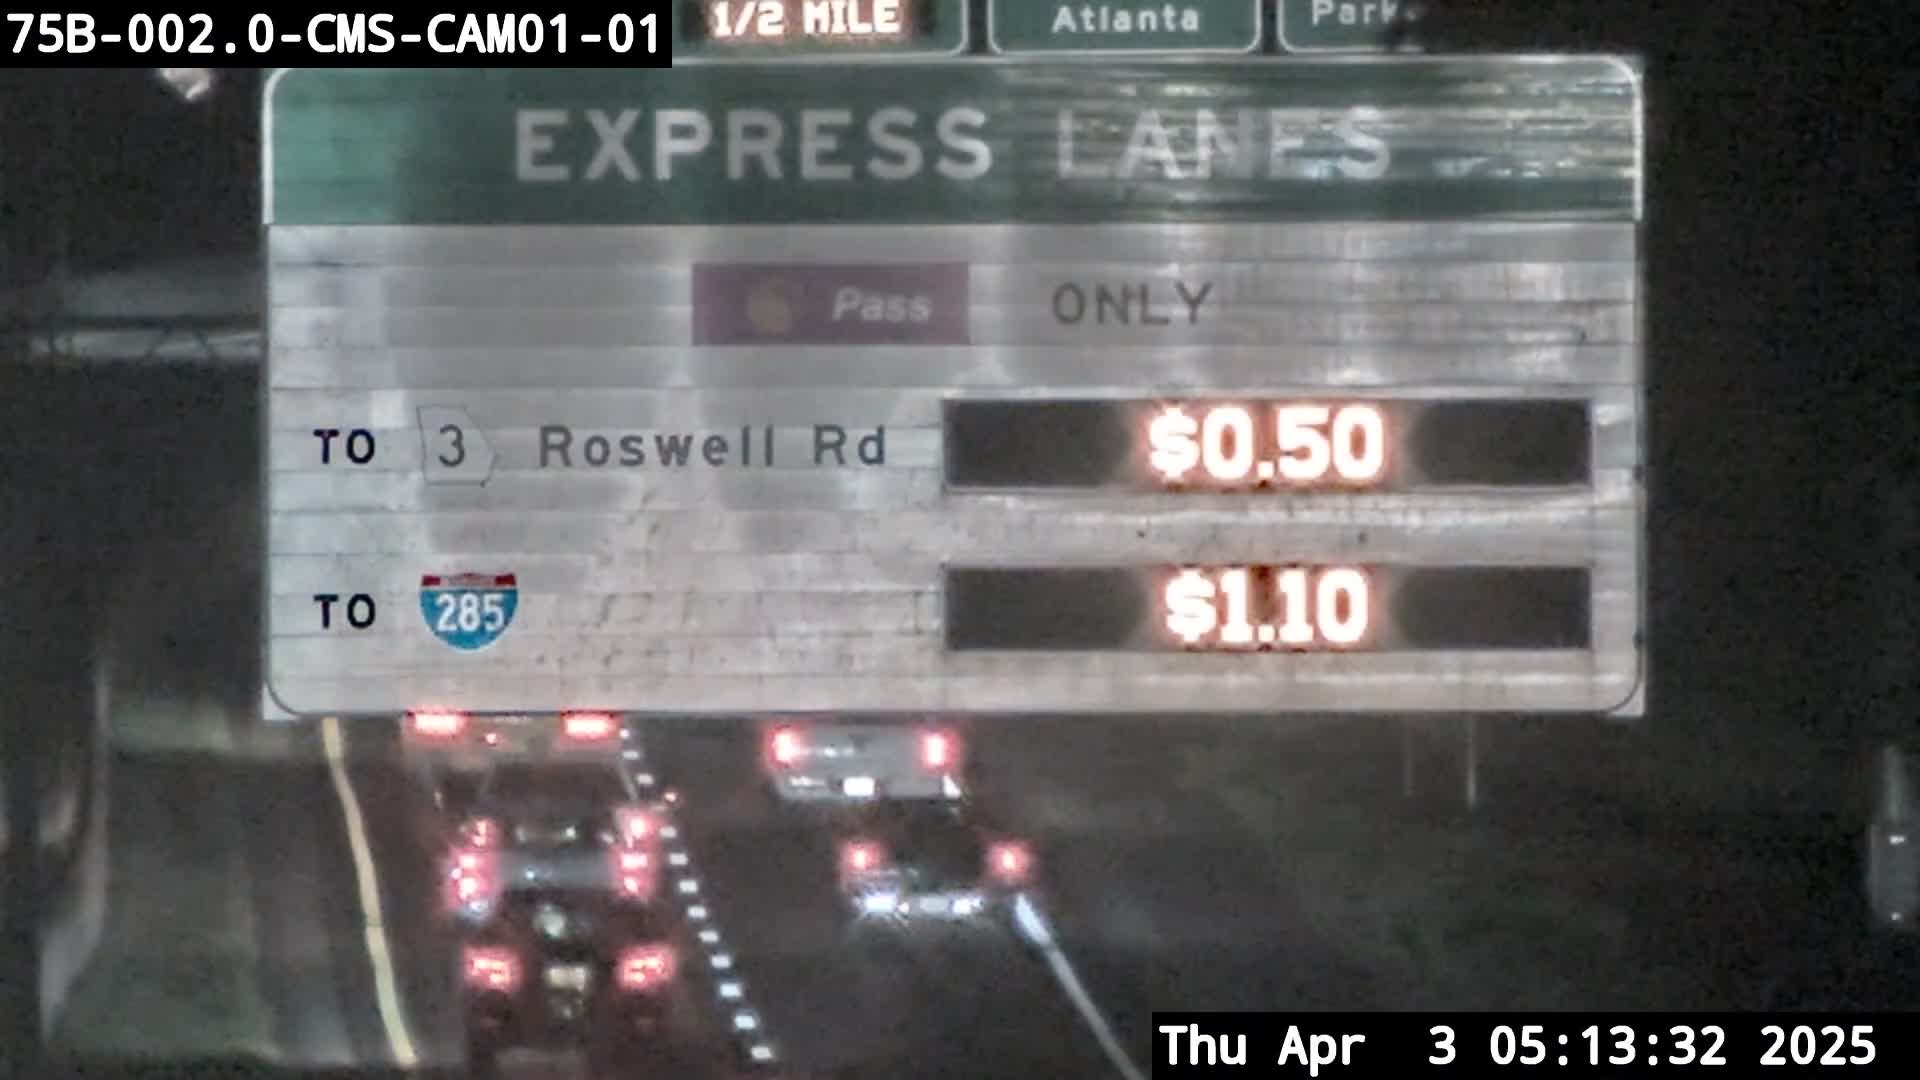 75B-002.0-CMS-CAM01-01
1/2 MILE
Atlanta
Park
EXPRESS LANES
Pass ONLY
TO 3 Roswell Rd $0.50
TO 285 $1.10
Thu Apr 3 05:13:32 2025